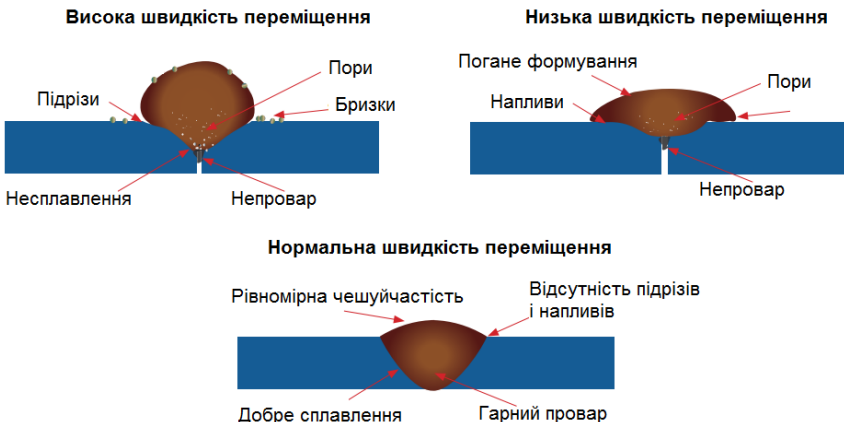 Висока швидкість переміщення
Підрізи
Пори
Бризки
Несплавлення
Непровар
Низька швидкість переміщення
Погане формування
Напливи
Пори
Непровар
Нормальна швидкість переміщення
Рівномірна чешуйчастість
Відсутність підрізів
і напливів
Добре сплавлення
Гарний провар